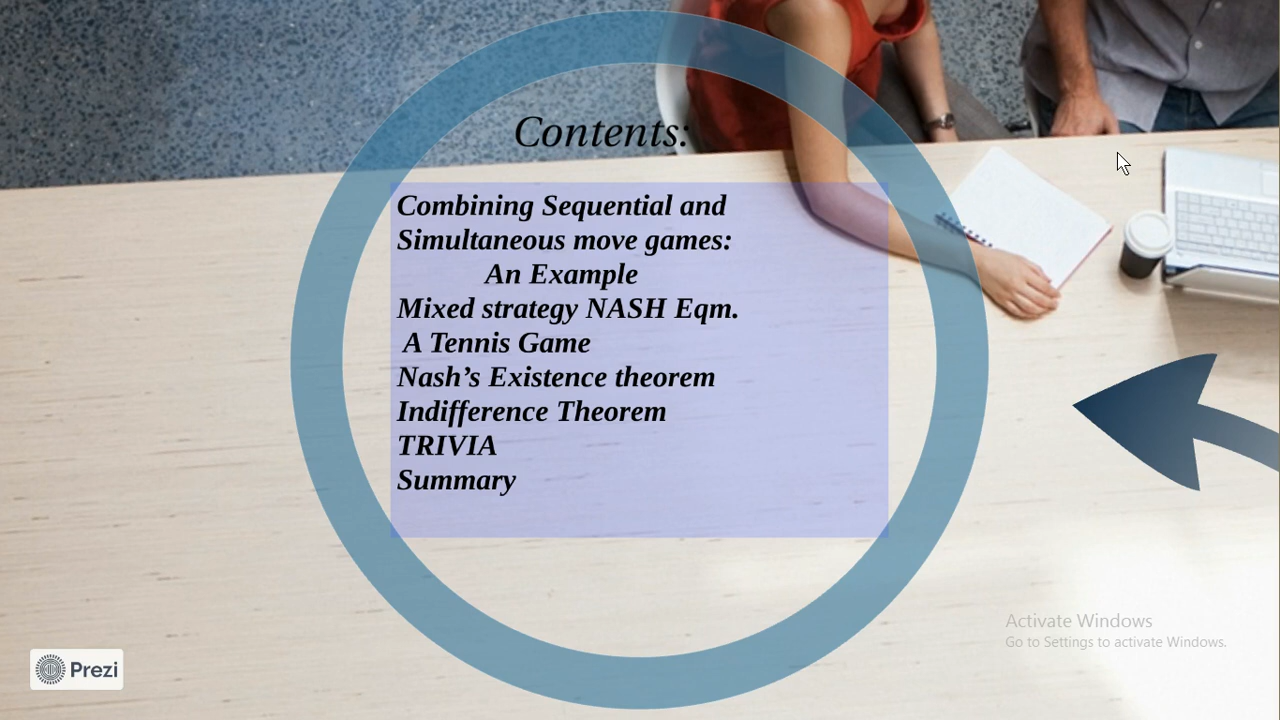 Contents:
Combining Sequential and
Simultaneous move games:
An Example
Mixed strategy NASH Eqm.
A Tennis Game
Nash’s Existence theorem
Indifference Theorem
TRIVIA
Summary
Activate Windows
Go to Settings to activate Windows.
Prezi